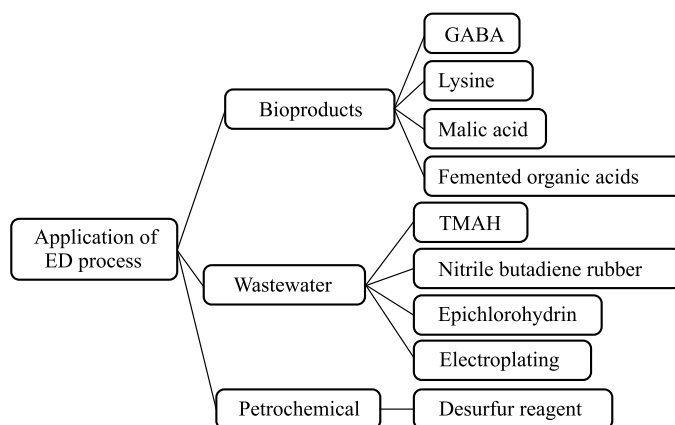 GABA
Lysine
Bioproducts
Malic acid
Femented organic acids
Application of
ED process
TMAH
Nitrile butadiene rubber
Wastewater
Epichlorohydrin
Electroplating
Petrochemical
Desurfur reagent